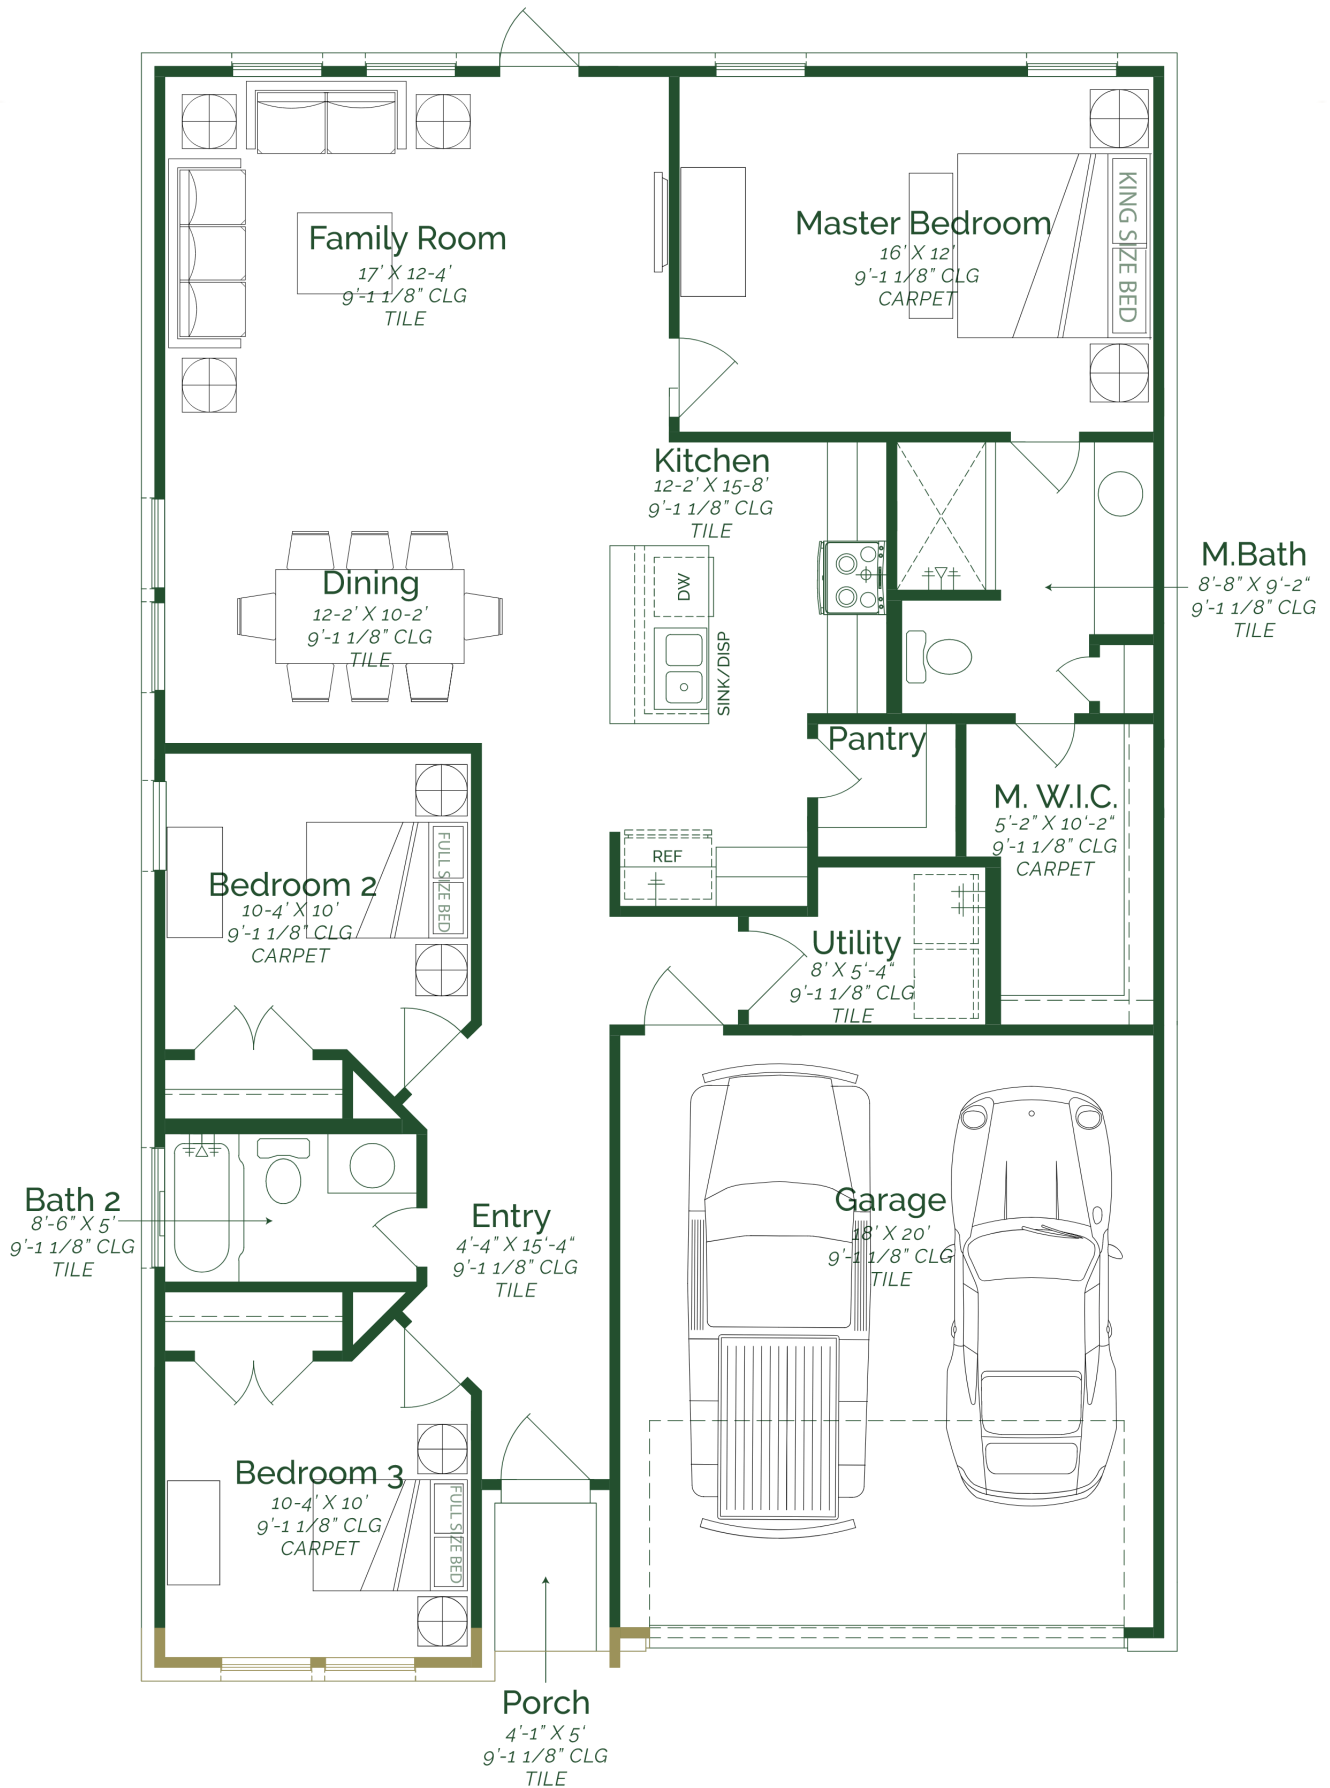 Family Room
17' X 12-4'
9'-1 1/8" CLG
TILE
Master Bedroom
16' X 12'
9'-1 1/8" CLG
CARPET
KING SIZE BED
Kitchen
12-2' X 15-8'
9'-1 1/8" CLG
TILE
DW
SINK/DISP
Dining
12-2' X 10-2'
9'-1 1/8" CLG
TILE
M.Bath
8'-8" X 9'-2"
9'-1 1/8" CLG
TILE
Pantry
M. W.I.C.
5'-2" X 10'-2"
9'-1 1/8" CLG
CARPET
REF
Bedroom 2
10-4' X 10'
9'-1 1/8" CLG
CARPET
FULL SIZE BED
Utility
8' X 5'-4"
9'-1 1/8" CLG
TILE
Bath 2
8'-6" X 5'
9'-1 1/8" CLG
TILE
Entry
4'-4" X 15'-4"
9'-1 1/8" CLG
TILE
Garage
18' X 20'
9'-1 1/8" CLG
TILE
Bedroom 3
10-4' X 10'
9'-1 1/8" CLG
CARPET
FULL SIZE BED
Porch
4'-1" X 5'
9'-1 1/8" CLG
TILE